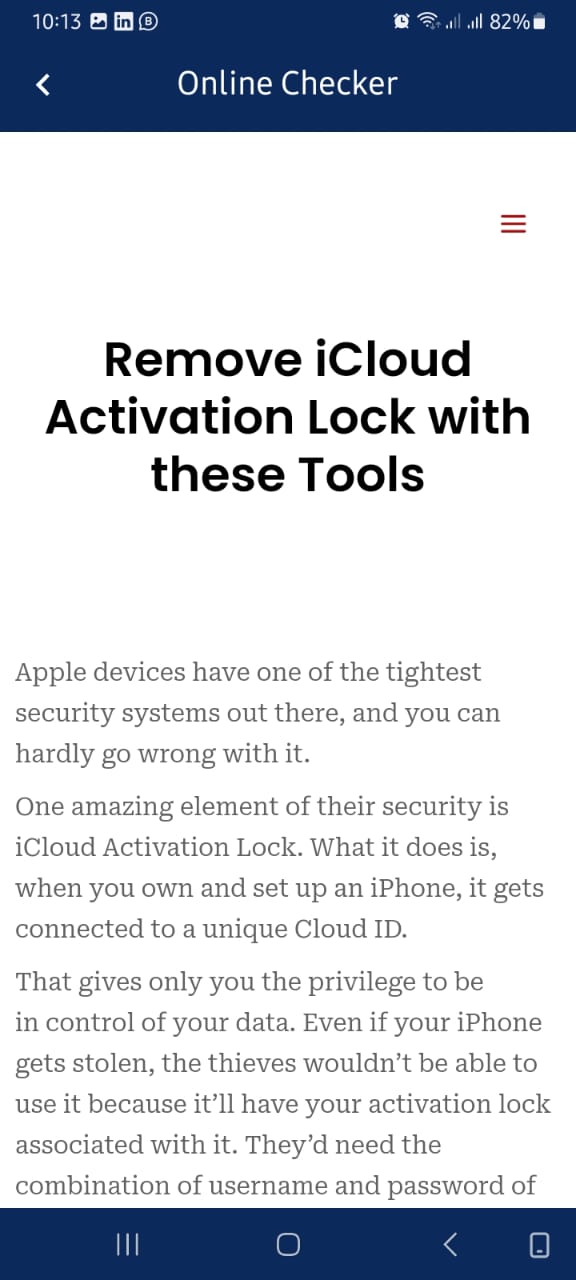 10:13 in B 82%
Online Checker
Remove iCloud
Activation Lock with
these Tools
Apple devices have one of the tightest
security systems out there, and you can
hardly go wrong with it.
One amazing element of their security is
iCloud Activation Lock. What it does is,
when you own and set up an iPhone, it gets
connected to a unique Cloud ID.
That gives only you the privilege to be
in control of your data. Even if your iPhone
gets stolen, the thieves wouldn’t be able to
use it because it’ll have your activation lock
associated with it. They’d need the
combination of username and password of